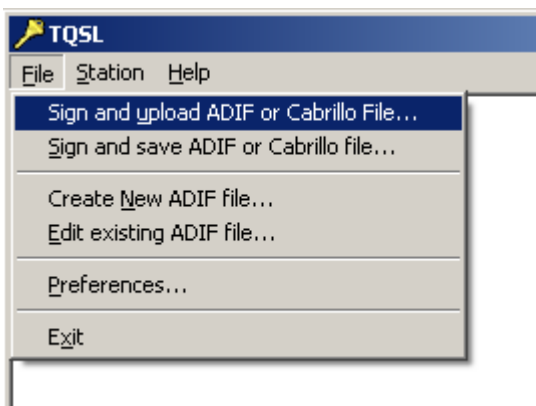 TQSL
File Station Help
Sign and upload ADIF or Cabrillo File...
Sign and save ADIF or Cabrillo file...
Create New ADIF file...
Edit existing ADIF file...
Preferences...
Exit